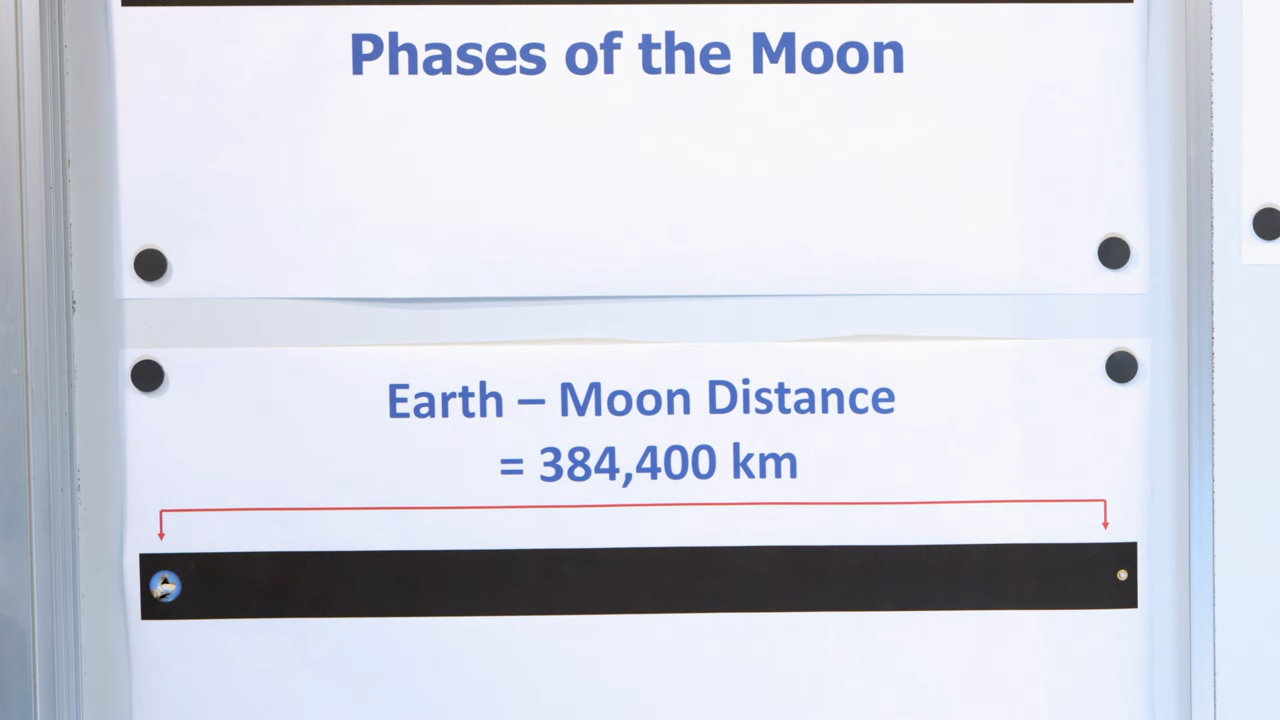 Phases of the Moon
Earth – Moon Distance
= 384,400 km